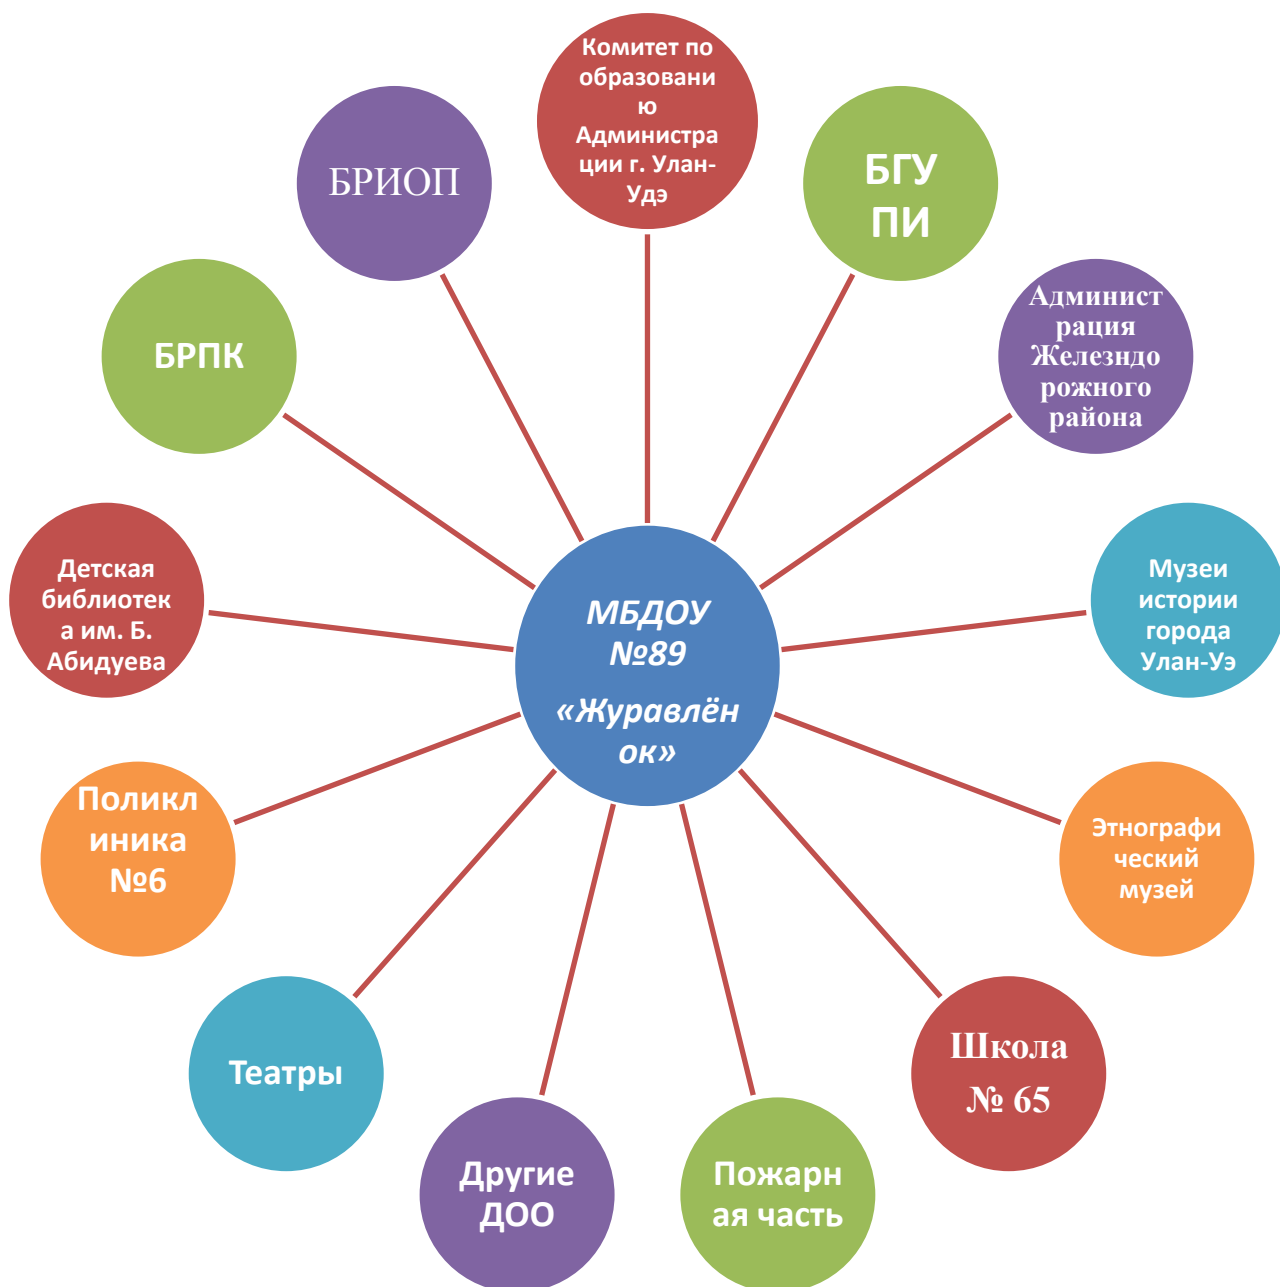 Комитет по
образовани
ю
Администра
ции г. Улан-
Удэ
БГУ
ПИ
Админист
рация
Железндо
рожного
района
Музеи
истории
города
Улан-Уэ
Этнографи
ческий
музей
Школа
№ 65
Пожарн
ая часть
Другие
ДОО
Театры
Поликл
иника
№6
Детская
библиотек
а им. Б.
Абидуева
БРПК
БРИОП
МБДОУ
№89
«Журавлён
ок»